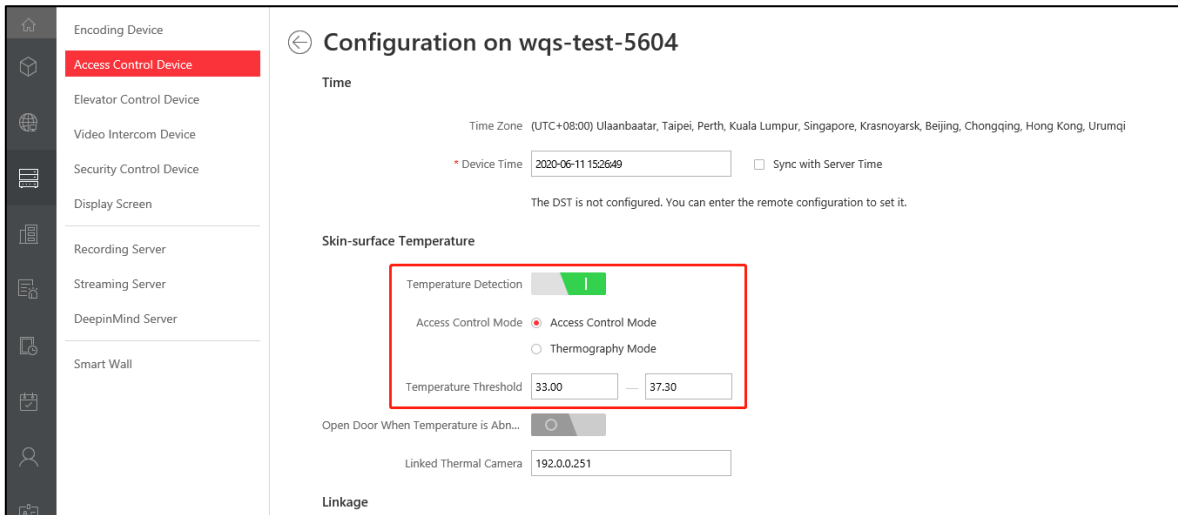 Encoding Device
Access Control Device
Elevator Control Device
Video Intercom Device
Security Control Device
Display Screen
Recording Server
Streaming Server
DeepinMind Server
Smart Wall
Configuration on wqs-test-5604
Time
Time Zone (UTC+08:00) Ulaanbaatar, Taipei, Perth, Kuala Lumpur, Singapore, Krasnoyarsk, Beijing, Chongqing, Hong Kong, Urumqi
* Device Time 2020-06-11 15:26:49 Sync with Server Time
The DST is not configured. You can enter the remote configuration to set it.
Skin-surface Temperature
Temperature Detection
Access Control Mode Access Control Mode
Thermography Mode
Temperature Threshold 33.00 — 37.30
Open Door When Temperature is Abn...
Linked Thermal Camera 192.0.0.251
Linkage